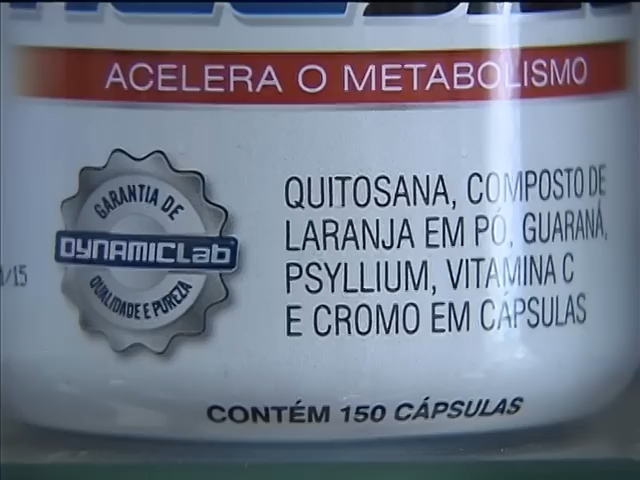 ACELERA O METABOLISMO
GARANTIA DE
DYNAMICLab
QUALIDADE E PUREZA
QUITOSANA, COMPOSTO DE
LARANJA EM PÓ, GUARANÁ,
PSYLLIUM, VITAMINA C
E CROMO EM CÁPSULAS
CONTÉM 150 CÁPSULAS